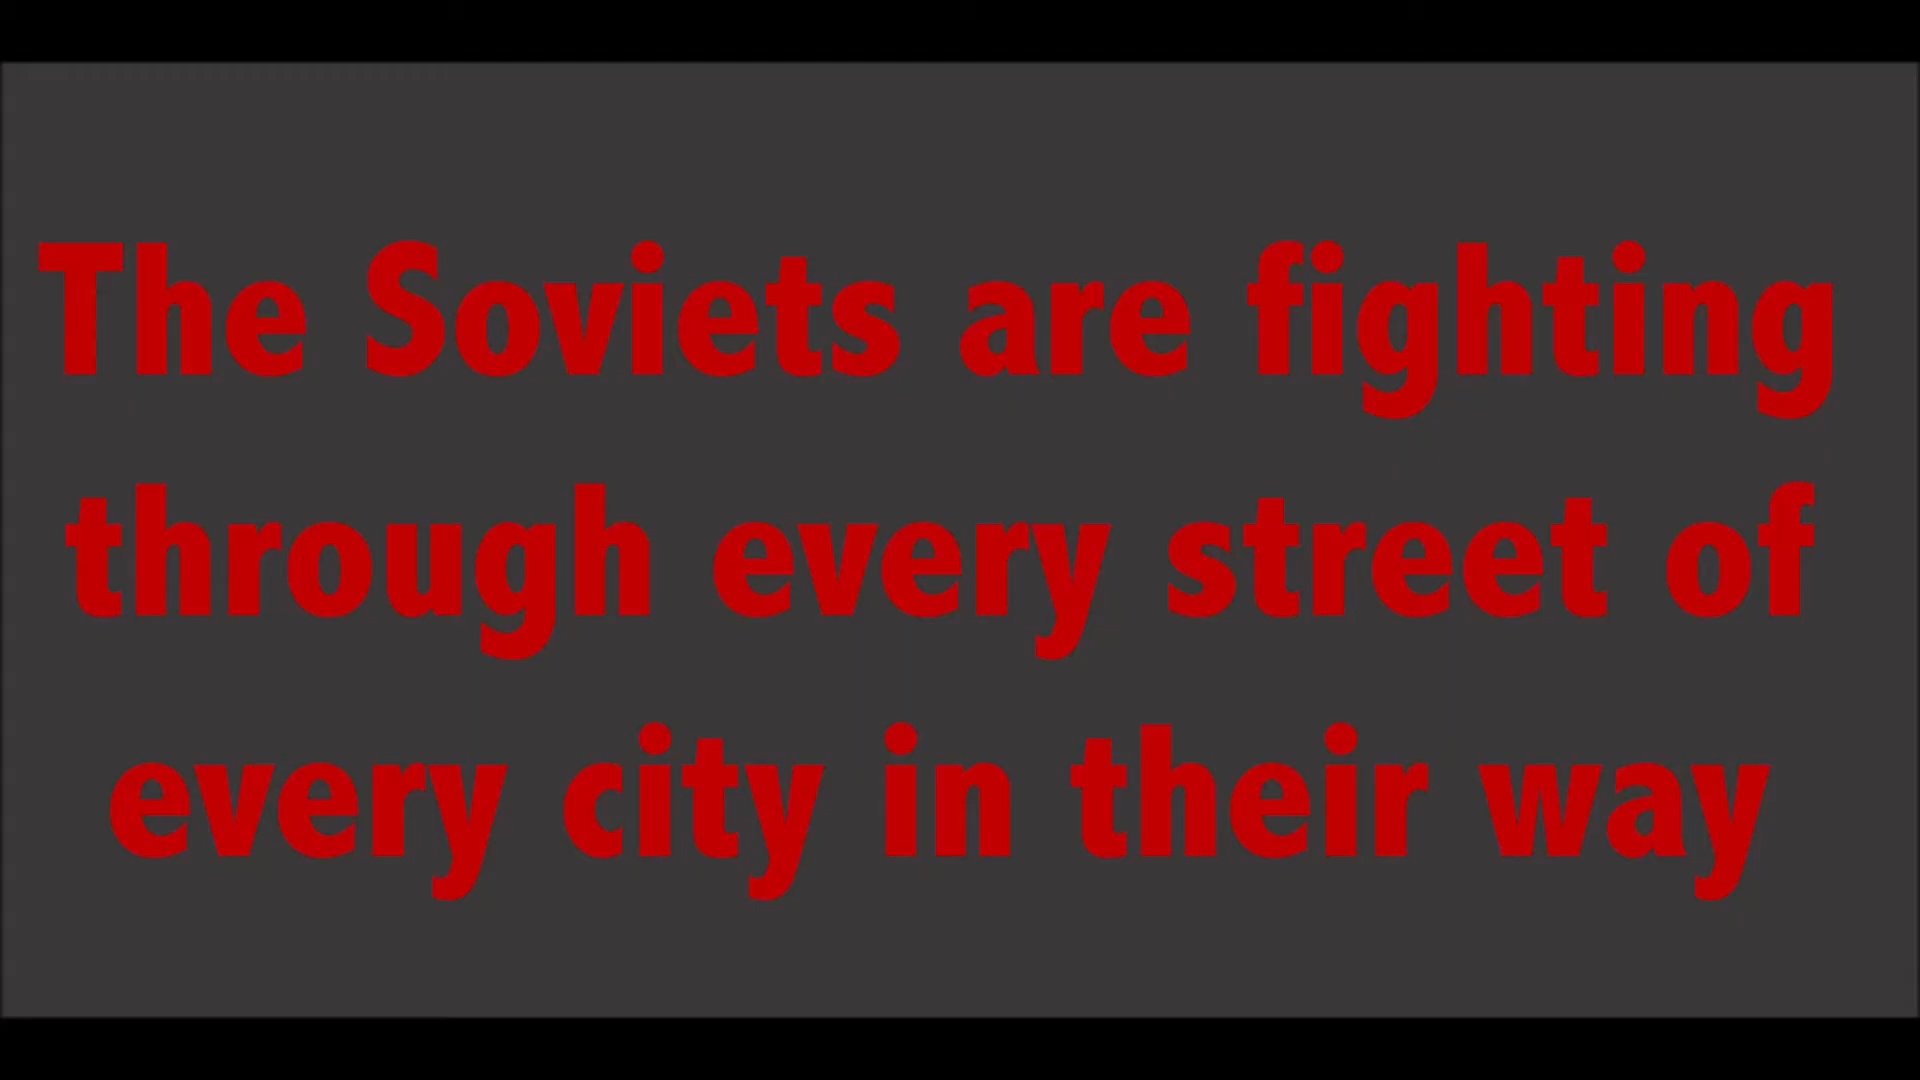 The Soviets are fighting
through every street of
every city in their way